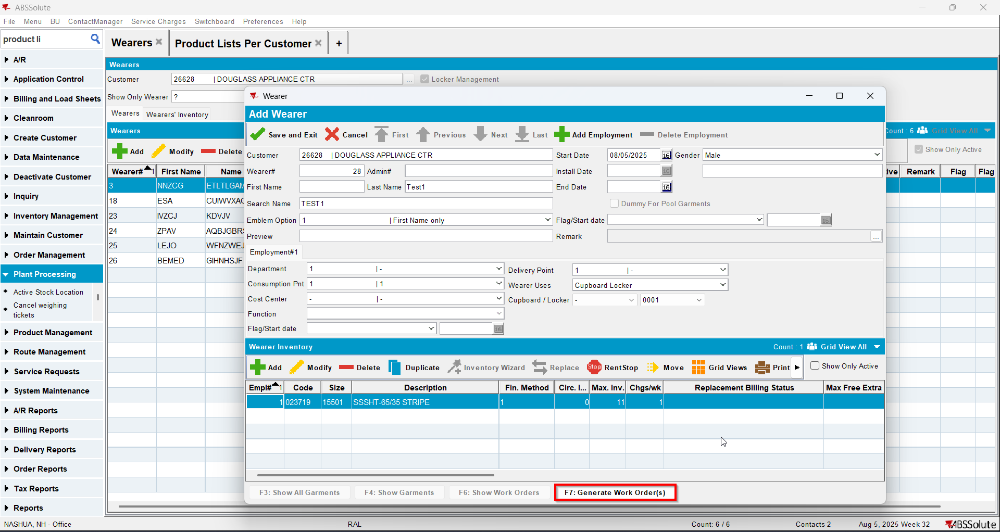 ABSSolute
File Menu BU ContactManager Service Charges Switchboard Preferences Help
product li
Wearers
Product Lists Per Customer
+
A/R
Application Control
Billing and Load Sheets
Cleanroom
Create Customer
Data Maintenance
Deactivate Customer
Inquiry
Inventory Management
Maintain Customer
Order Management
Plant Processing
Active Stock Location
Cancel weighing
tickets
Product Management
Route Management
Service Requests
System Maintenance
A/R Reports
Billing Reports
Delivery Reports
Order Reports
Tax Reports
Reports
Wearers
Customer 26628 | DOUGLASS APPLIANCE CTR ... Locker Management
Show Only Wearer ?
Wearers Wearers' Inventory
Wearers
Count : 6 Grid View All
Add Modify Delete
Show Only Active
Wearer# 1 First Name Name
ive Remark Flag Flag
3 NNZCG ETLTLGAM
18 ESA CUIWVXAC
23 IVZCJ KDVJV
24 ZPAV AQBJGBRS
25 LEJO WFNZWEJ
26 BEMED GIHNHSJF
Wearer
Add Wearer
Save and Exit Cancel First Previous Next Last Add Employment Delete Employment
Customer 26628 | DOUGLASS APPLIANCE CTR Start Date 08/05/2025 16 Gender Male
Wearer# 28 Admin# Install Date 16
First Name Last Name Test1 End Date 16
Search Name TEST1 Dummy For Pool Garments
Emblem Option 1 | First Name only Flag/Start date 16
Preview Remark ...
Employment#1
Department 1 | - Delivery Point 1 | -
Consumption Pnt 1 | 1 Wearer Uses Cupboard Locker
Cost Center - | - Cupboard / Locker - 0001
Function
Flag/Start date 16
Wearer Inventory Count : 1 Grid View All
Add Modify Delete Duplicate Inventory Wizard Replace Stop RentStop Move Grid Views Print Show Only Active
Empl# 1 Code Size Description Fin. Method Circ. I... Max. Inv. Chgs/wk Replacement Billing Status Max Free Extra
1 023719 15501 SSSHT-65/35 STRIPE 1 0 11 1
F3: Show All Garments F4: Show Garments F6: Show Work Orders F7: Generate Work Order(s)
NASHUA, NH - Office RAL Count: 6 / 6 Contacts 2 Aug 5, 2025 Week 32 ABSSolute